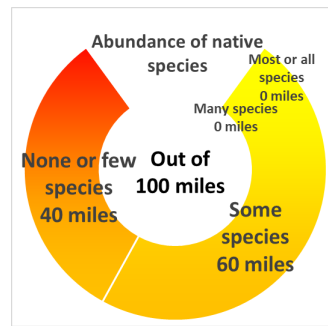 Abundance of native
species
Most or all
species
0 miles
Many species
0 miles
None or few
species
40 miles
Out of
100 miles
Some
species
60 miles